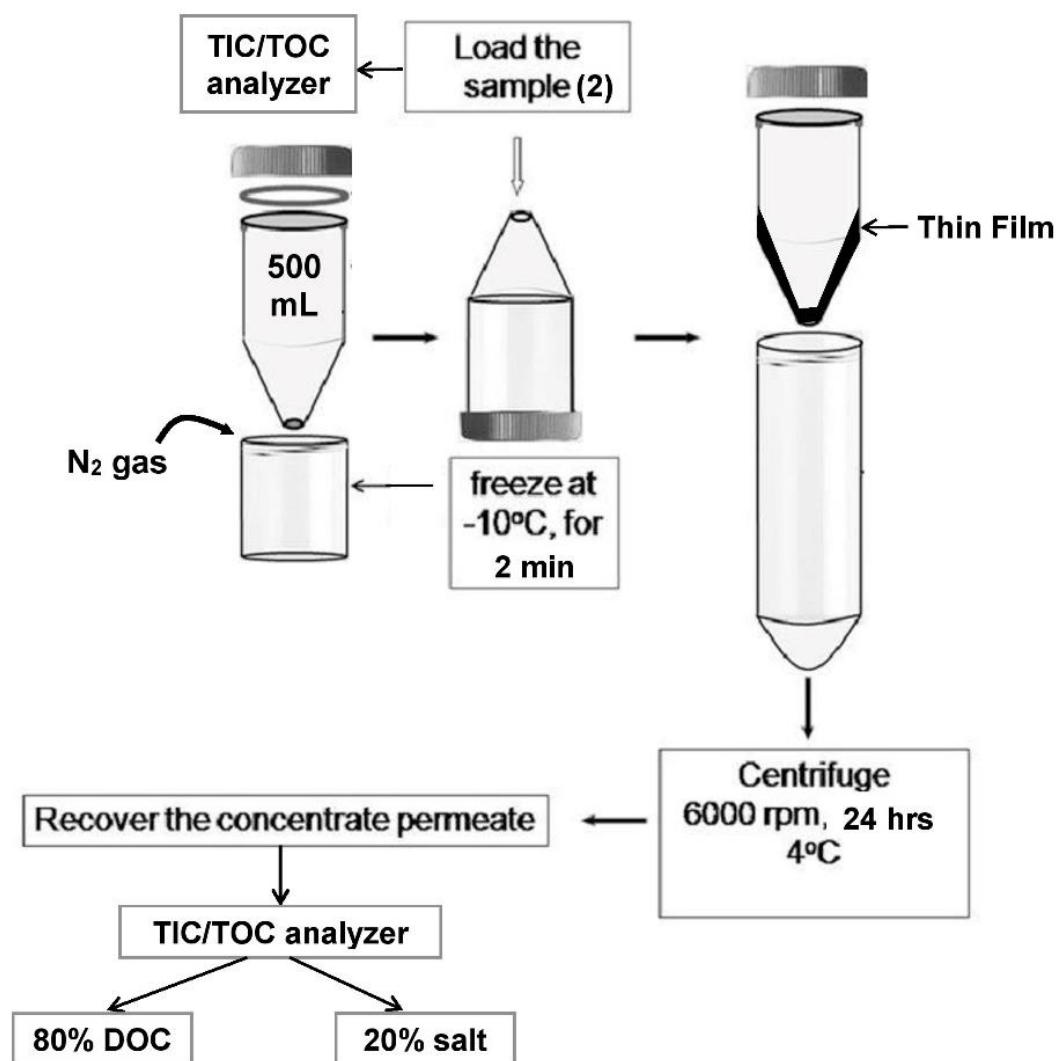 TIC/TOC
analyzer
Load the
sample (2)
500
mL
Thin Film
N₂ gas
freeze at
-10ºC, for
2 min
Centrifuge
6000 rpm, 24 hrs
4ºC
Recover the concentrate permeate
TIC/TOC analyzer
80% DOC
20% salt